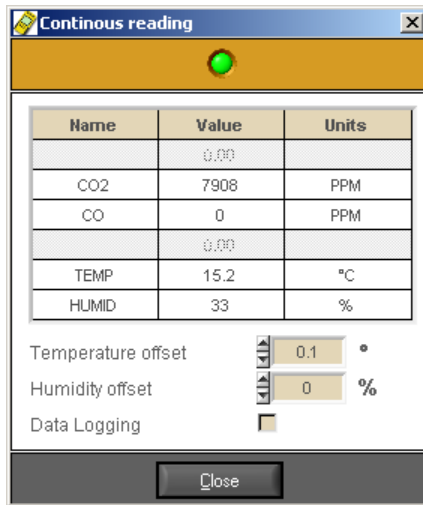 Continous reading
Name Value Units
0.00
CO2 7908 PPM
CO 0 PPM
0.00
TEMP 15.2 °C
HUMID 33 %
Temperature offset 0.1 °
Humidity offset 0 %
Data Logging
Close